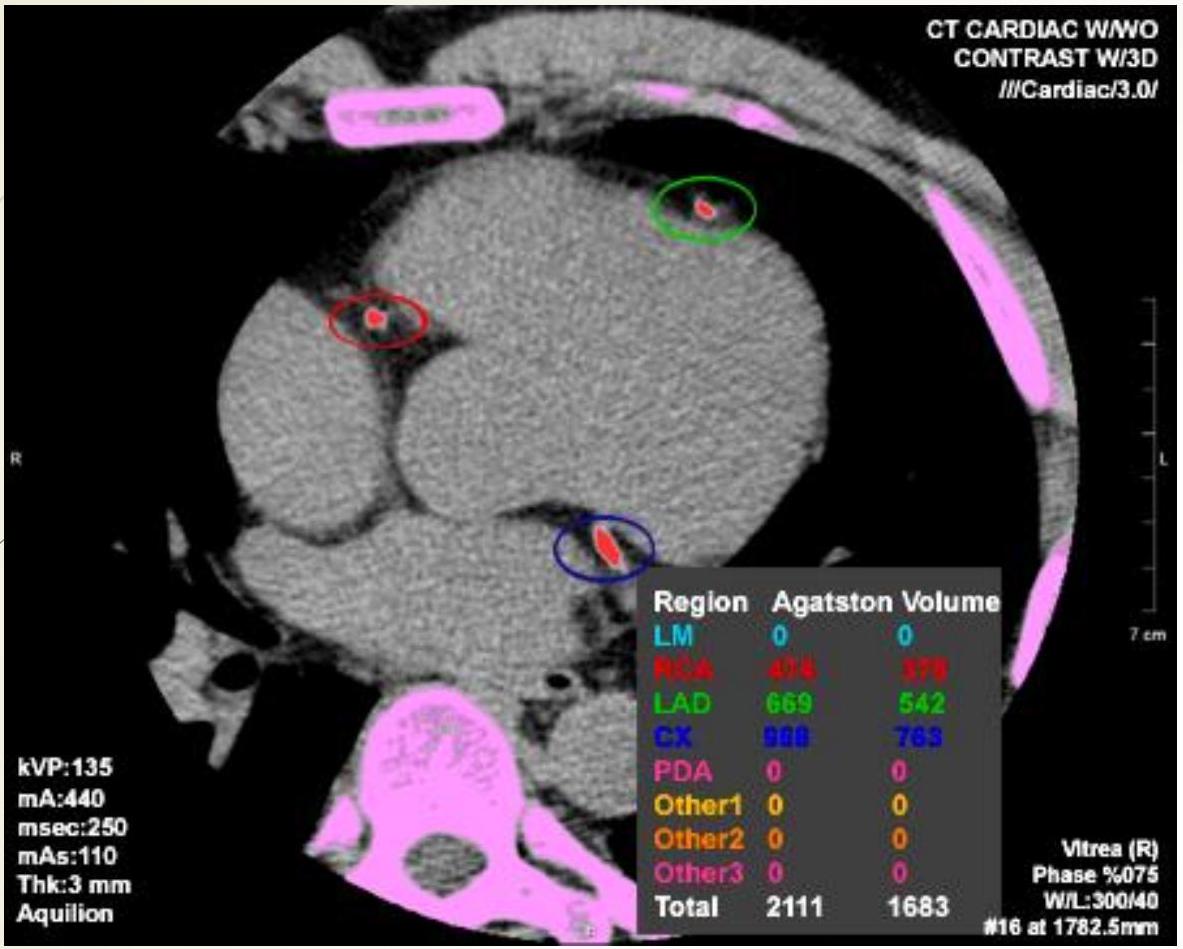 CT CARDIAC W/WO
CONTRAST W/3D
///Cardiac/3.0/
R
L
7 cm
Region Agatston Volume
LM 0 0
RCA 474 378
LAD 669 542
CX 968 763
PDA 0 0
Other1 0 0
Other2 0 0
Other3 0 0
Total 2111 1683
kVP:135
mA:440
msec:250
mAs:110
Thk:3 mm
Aquilion
Vitrea (R)
Phase %075
W/L:300/40
#16 at 1782.5mm